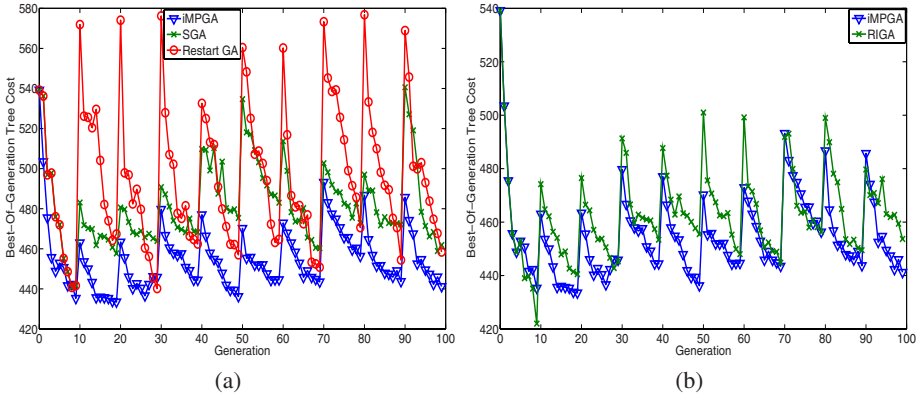 580
560
540
520
500
480
460
440
420
Best-Of-Generation Tree Cost
iMPGA
SGA
Restart GA
0 10 20 30 40 50 60 70 80 90 100
Generation
(a)
540
520
500
480
460
440
420
Best-Of-Generation Tree Cost
iMPGA
RIGA
0 10 20 30 40 50 60 70 80 90 100
Generation
(b)